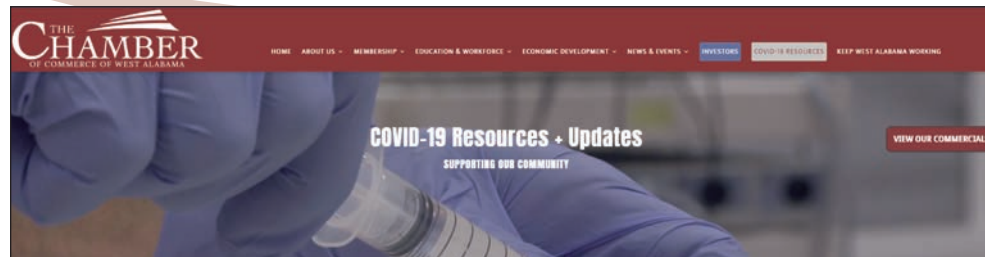 THE
CHAMBER
OF COMMERCE OF WEST ALABAMA
HOME ABOUT US MEMBERSHIP EDUCATION & WORKFORCE ECONOMIC DEVELOPMENT NEWS & EVENTS INVESTORS COVID-19 RESOURCES KEEP WEST ALABAMA WORKING
COVID-19 Resources + Updates
VIEW OUR COMMERCIAL
SUPPORTING OUR COMMUNITY